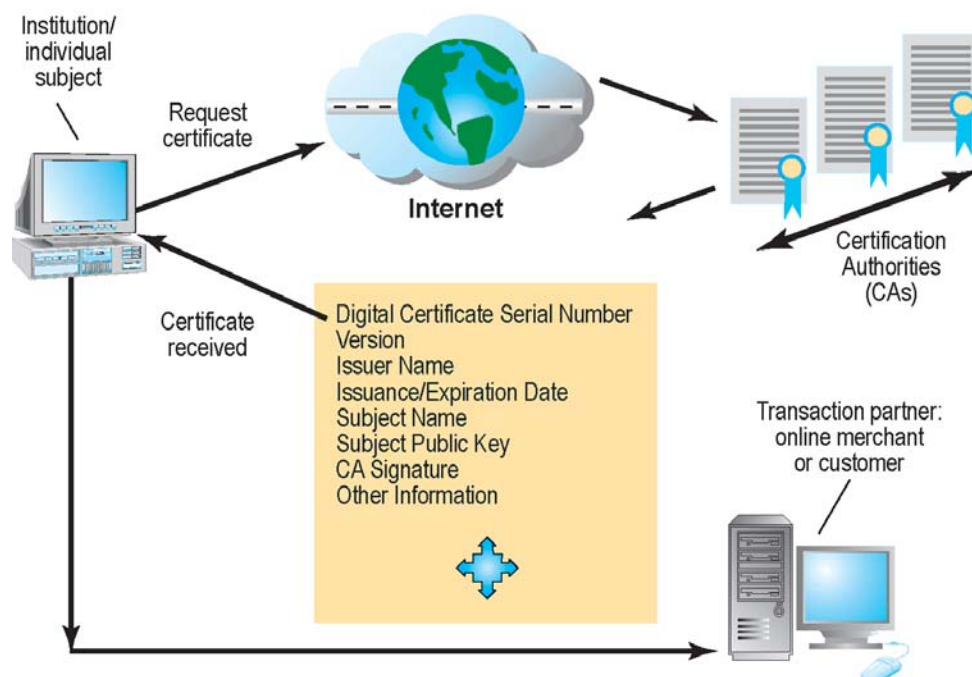 Institution/
individual
subject
Request
certificate
Internet
Certification
Authorities
(CAs)
Certificate
received
Digital Certificate Serial Number
Version
Issuer Name
Issuance/Expiration Date
Subject Name
Subject Public Key
CA Signature
Other Information
Transaction partner:
online merchant
or customer